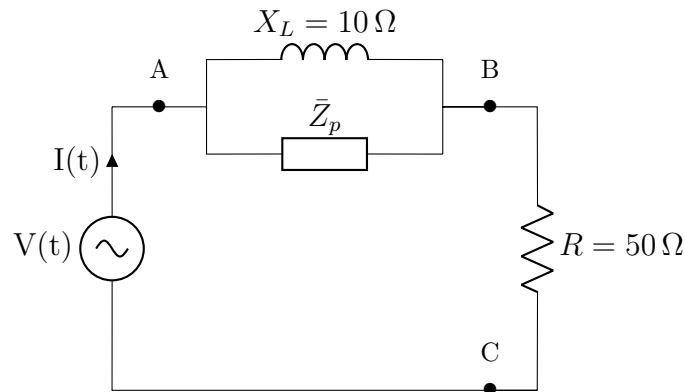 X_L = 10 Ω
A
B
Z̄_p
I(t)
V(t)
R = 50 Ω
C